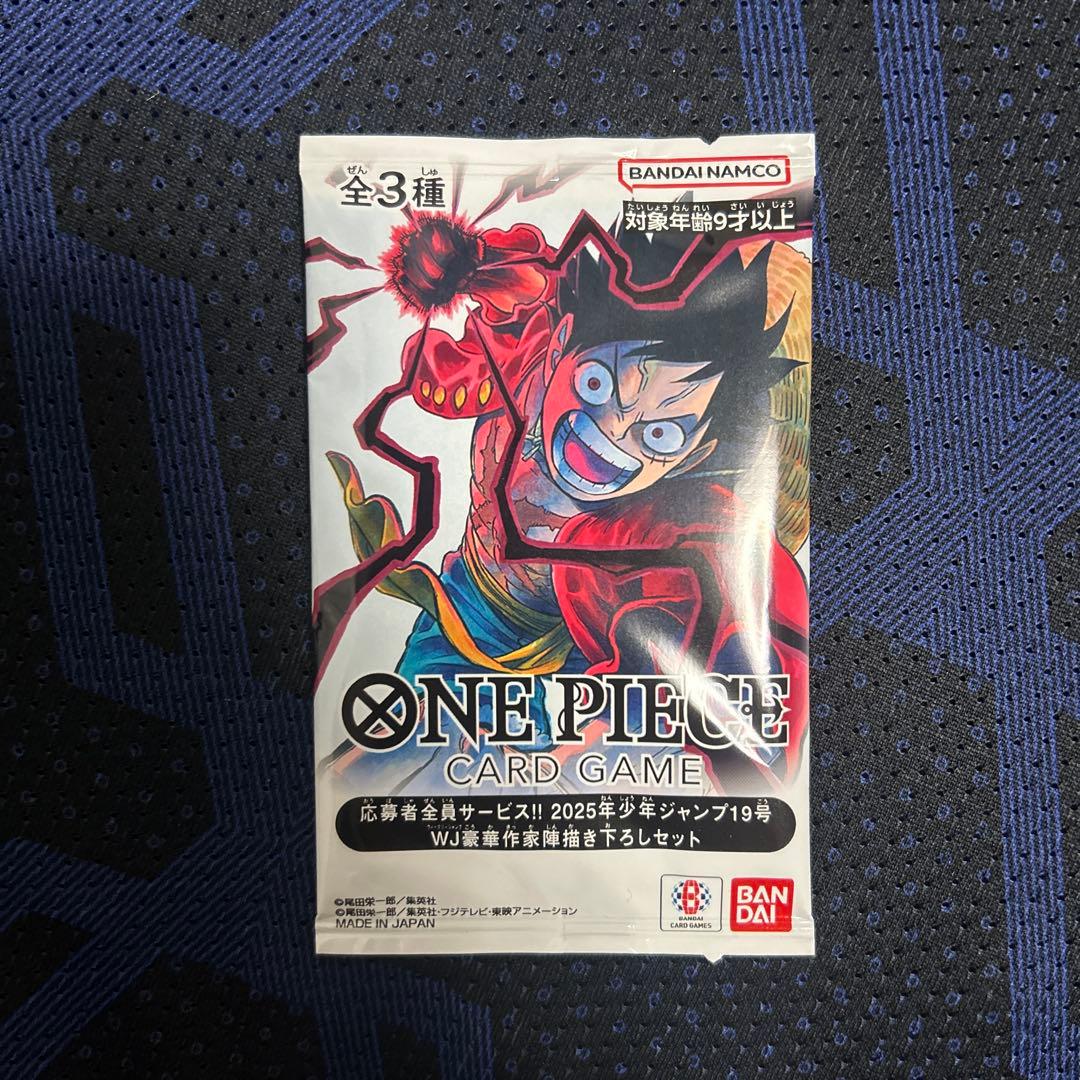 全3種
BANDAI NAMCO
対象年齢9才以上
ONE PIECE
CARD GAME
応募者全員サービス!! 2025年少年ジャンプ19号
WJ豪華作家陣描き下ろしセット
©尾田栄一郎／集英社
©尾田栄一郎／集英社・フジテレビ・東映アニメーション
MADE IN JAPAN
BANDAI
CARD GAMES
BAN
DAI